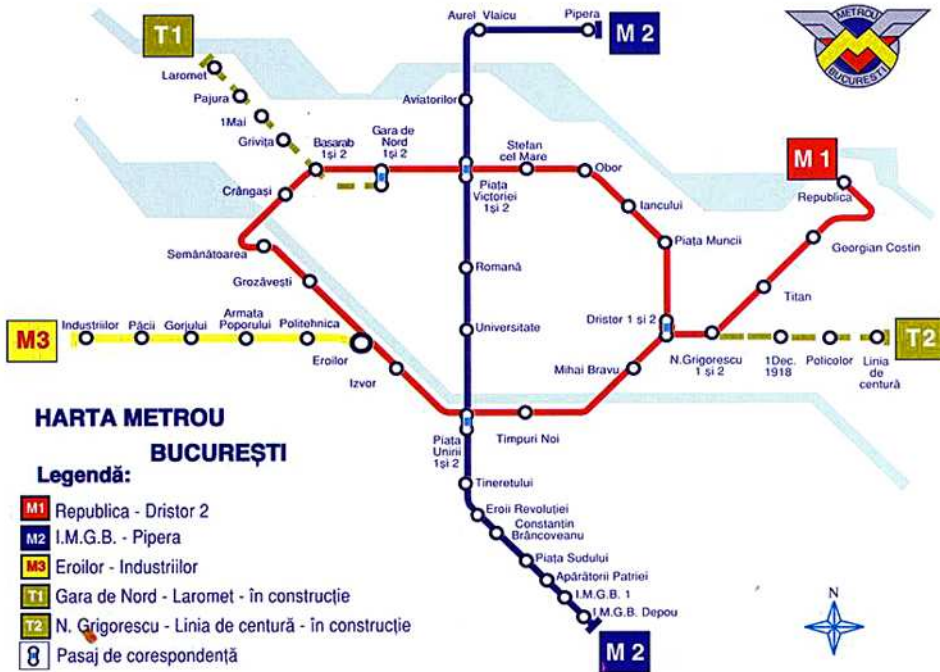 T1
Laromet
Pajura
1Mai
Grivița
Basarab
1și 2
Gara de
Nord
1și 2
Crângași
Semănătoarea
Grozăvești
Aurel Vlaicu
Pipera
M 2
Aviatorilor
METROU
BUCUREȘTI
Stefan
cel Mare
Obor
Piața
Victoriei
1și 2
Iancului
Piața Muncii
M 1
Republica
Georgian Costin
Titan
Romană
Universitate
Dristor 1 și 2
N.Grigorescu
1 și 2
1Dec.
1918
Policolor
Linia
de
centură
T2
M3
Industriilor
Păcii
Gorjului
Armata
Poporului
Politehnica
Eroilor
Izvor
Mihai Bravu
Timpuri Noi
Piața
Unirii
1și 2
Tineretului
Eroii Revoluției
Constantin
Brâncoveanu
Piața Sudului
Apărătorii Patriei
I.M.G.B. 1
I.M.G.B. Depou
M 2
HARTA METROU
BUCUREȘTI
Legendă:
M1 Republica - Dristor 2
M2 I.M.G.B. - Pipera
M3 Eroilor - Industriilor
T1 Gara de Nord - Laromet - în construcție
T2 N. Grigorescu - Linia de centură - în construcție
Pasaj de corespondență
N